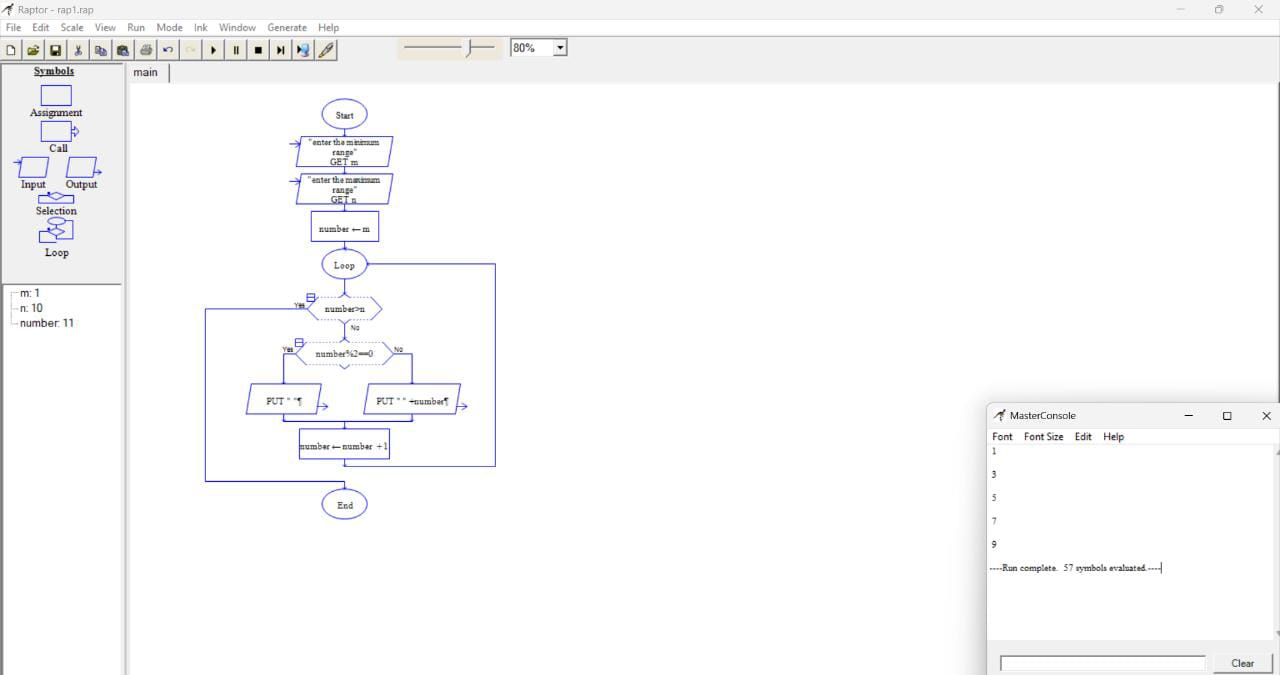 Raptor - rap1.rap
File Edit Scale View Run Mode Ink Window Generate Help
80%
Symbols
Assignment
Call
Input Output
Selection
Loop
m: 1
n: 10
number: 11
main
Start
"enter the minimum
range"
GET m
"enter the maximum
range"
GET n
number ← m
Loop
Yes
number>n
No
Yes
number%2==0
No
PUT " "¶
PUT " " +number¶
number ← number +1
End
MasterConsole
Font Font Size Edit Help
1
3
5
7
9
----Run complete. 57 symbols evaluated.----
Clear